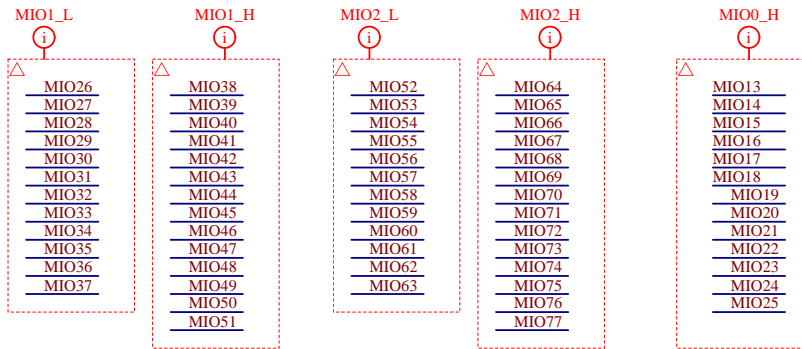 MIO1_L
i
MIO26
MIO27
MIO28
MIO29
MIO30
MIO31
MIO32
MIO33
MIO34
MIO35
MIO36
MIO37
MIO1_H
i
MIO38
MIO39
MIO40
MIO41
MIO42
MIO43
MIO44
MIO45
MIO46
MIO47
MIO48
MIO49
MIO50
MIO51
MIO2_L
i
MIO52
MIO53
MIO54
MIO55
MIO56
MIO57
MIO58
MIO59
MIO60
MIO61
MIO62
MIO63
MIO2_H
i
MIO64
MIO65
MIO66
MIO67
MIO68
MIO69
MIO70
MIO71
MIO72
MIO73
MIO74
MIO75
MIO76
MIO77
MIO0_H
i
MIO13
MIO14
MIO15
MIO16
MIO17
MIO18
MIO19
MIO20
MIO21
MIO22
MIO23
MIO24
MIO25